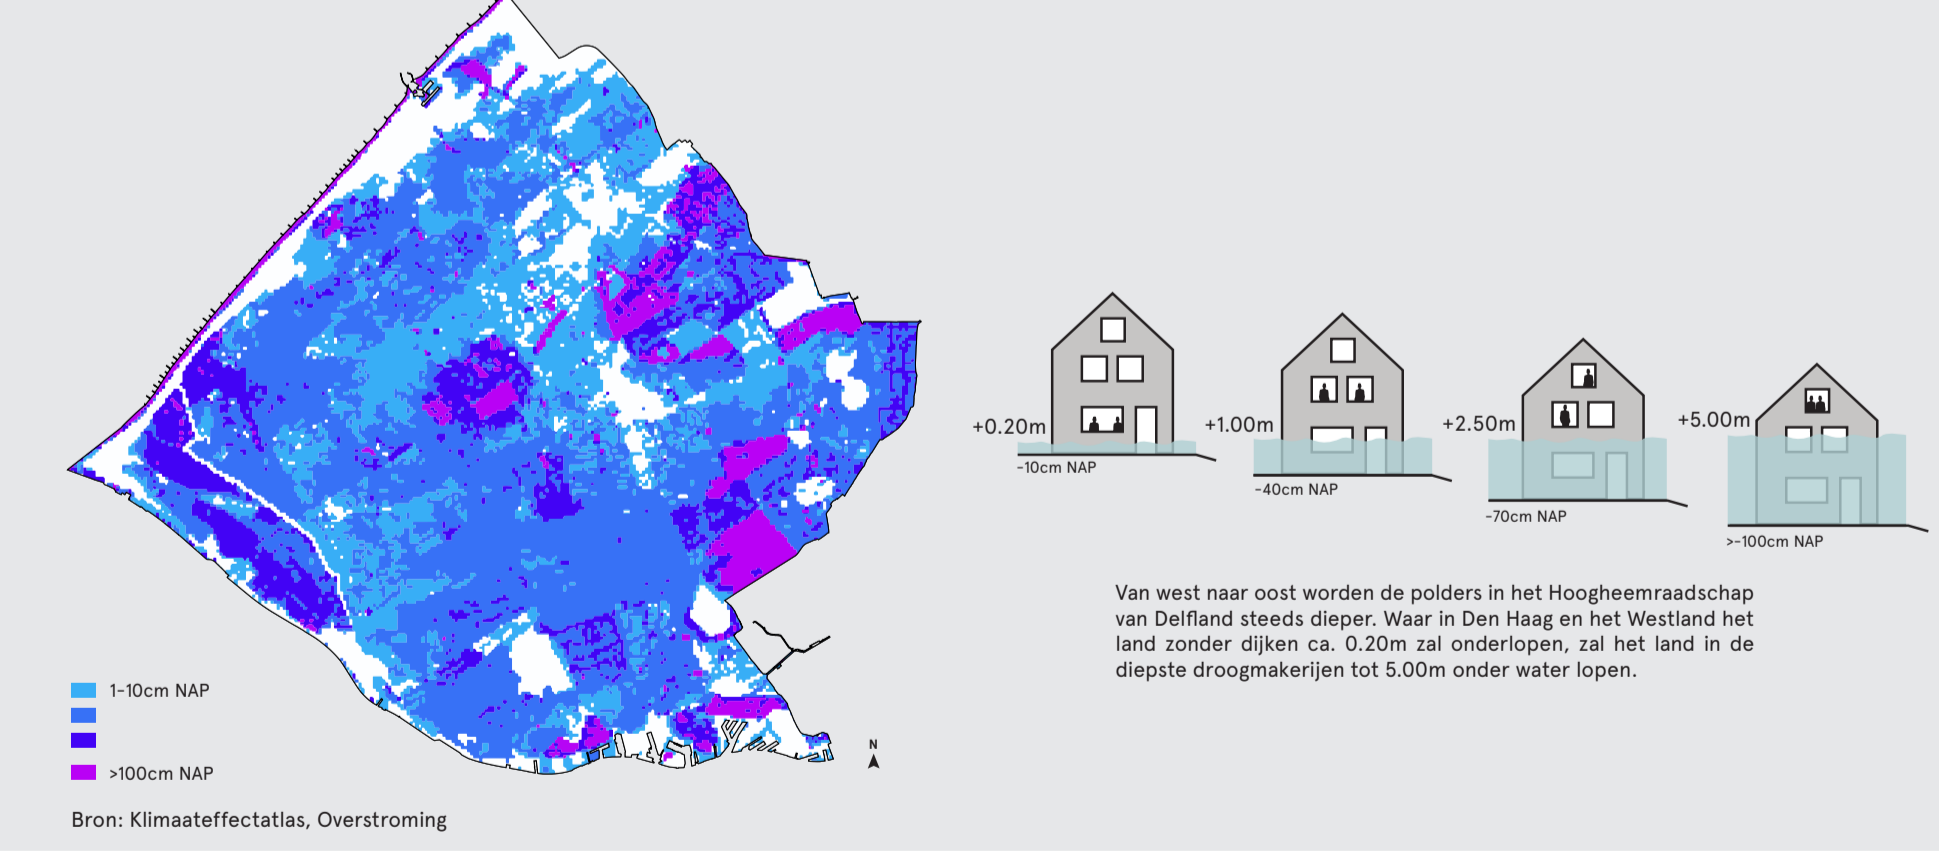 +0.20m
-10cm NAP
+1.00m
-40cm NAP
+2.50m
-70cm NAP
+5.00m
>-100cm NAP
Van west naar oost worden de polders in het Hoogheemraadschap
van Delfland steeds dieper. Waar in Den Haag en het Westland het
land zonder dijken ca. 0.20m zal onderlopen, zal het land in de
diepste droogmakerijen tot 5.00m onder water lopen.
1-10cm NAP
>100cm NAP
N
Bron: Klimaateffectatlas, Overstroming